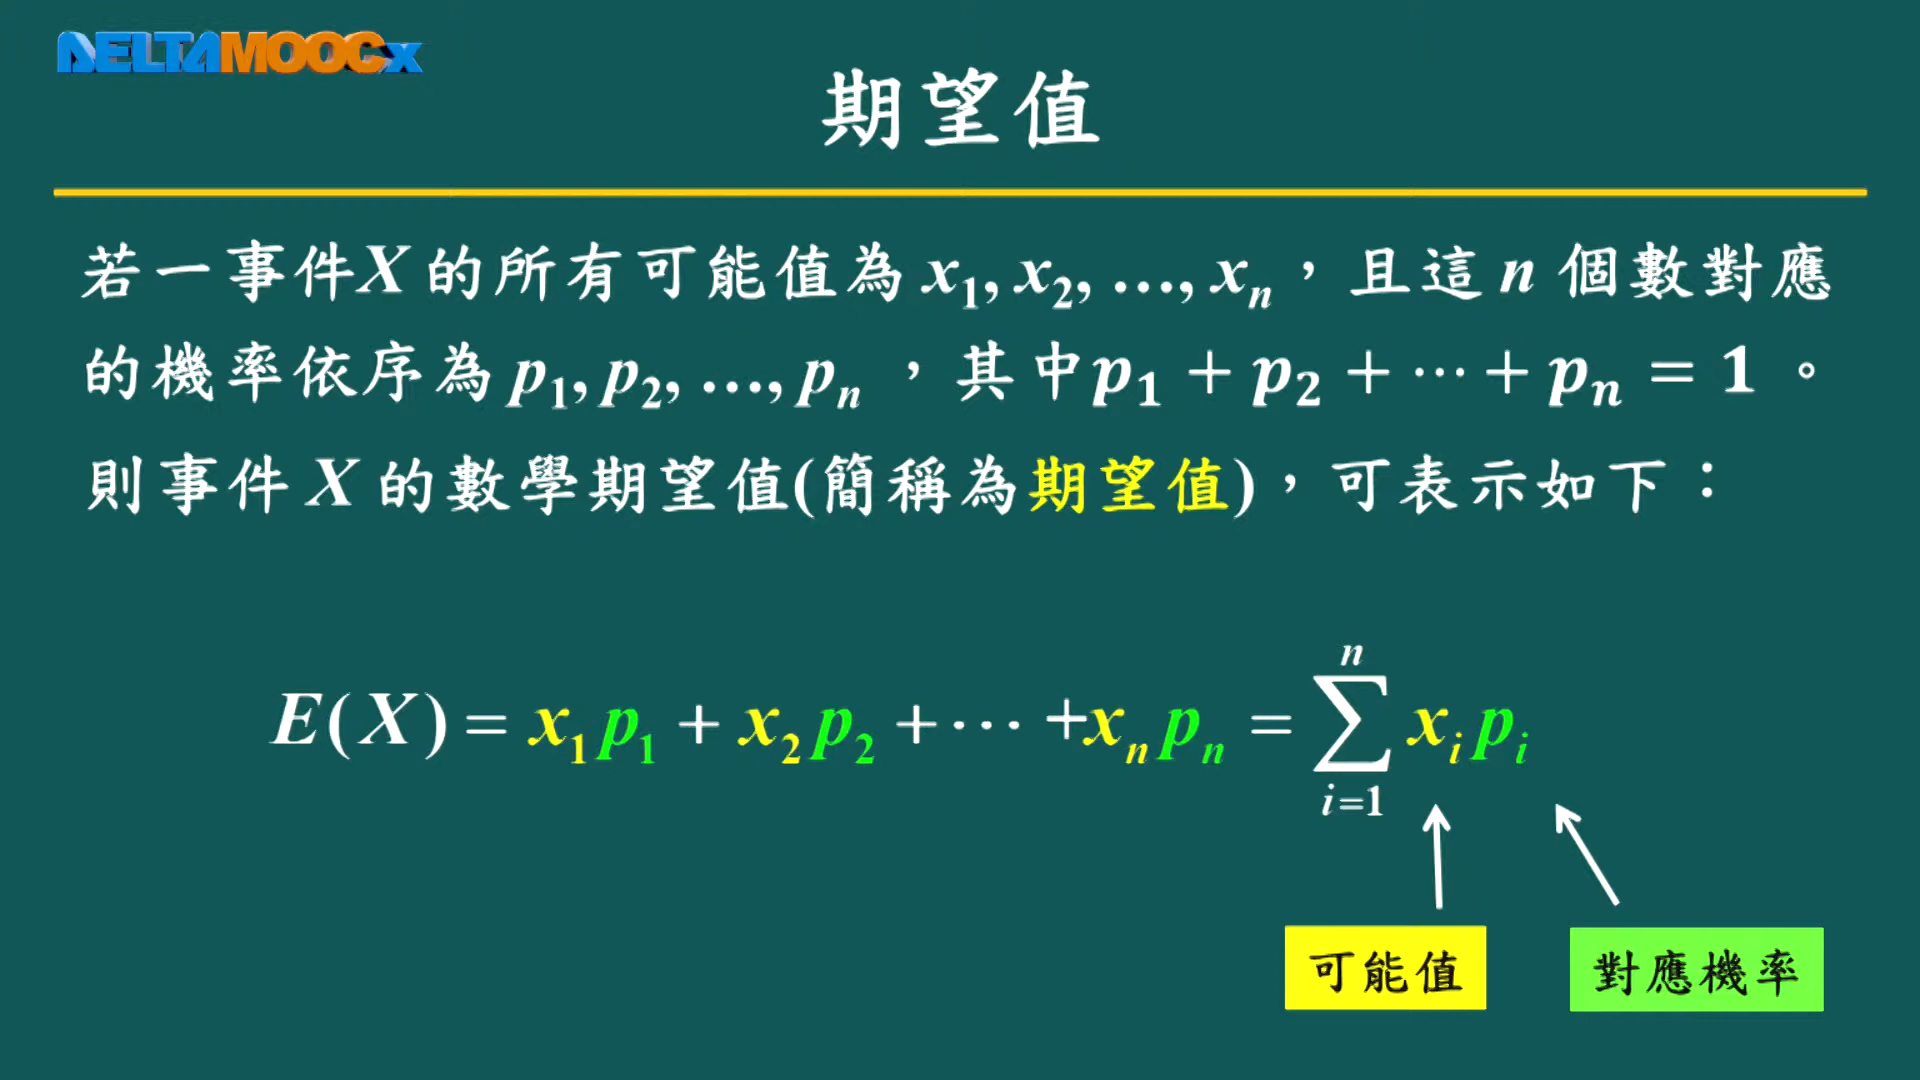 DELTAMOOCx
期望值
若一事件X 的所有可能值為 x₁, x₂, …, xₙ，且這 n 個數對應
的機率依序為 p₁, p₂, …, pₙ ，其中p₁ + p₂ + ⋯ + pₙ = 1 。
則事件 X 的數學期望值(簡稱為期望值)，可表示如下：
E(X) = x₁p₁ + x₂p₂ + ⋯ +xₙpₙ = ∑ᵢ₌₁ⁿ xᵢpᵢ
可能值
對應機率